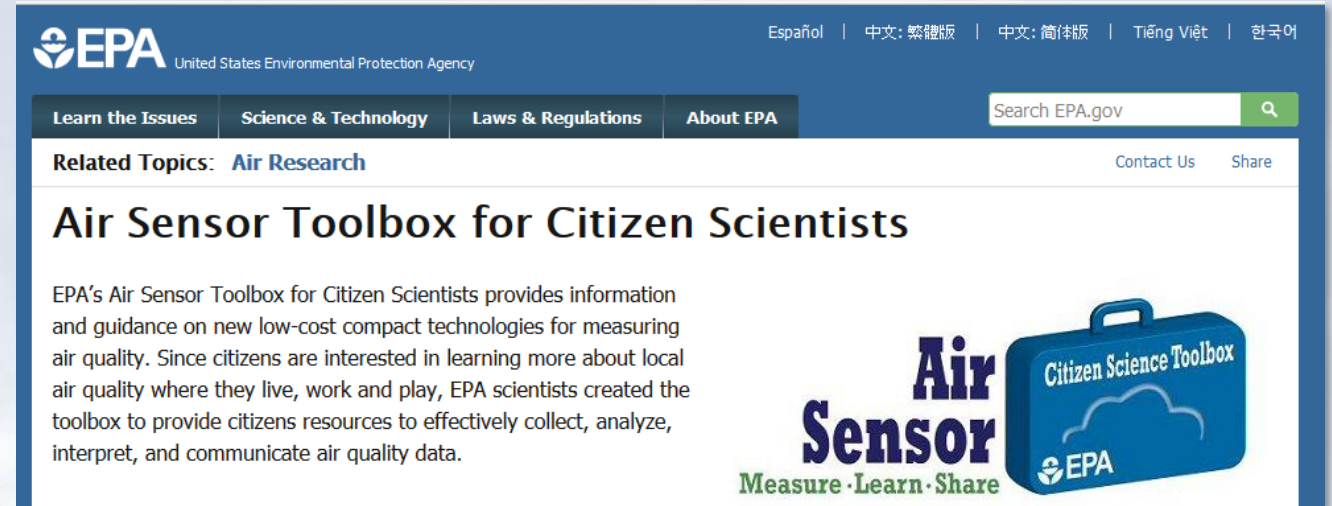 Español | 中文: 繁體版 | 中文: 简体版 | Tiếng Việt | 한국어
EPA United States Environmental Protection Agency
Learn the Issues Science & Technology Laws & Regulations About EPA Search EPA.gov
Related Topics: Air Research Contact Us Share
Air Sensor Toolbox for Citizen Scientists
EPA’s Air Sensor Toolbox for Citizen Scientists provides information
and guidance on new low-cost compact technologies for measuring
air quality. Since citizens are interested in learning more about local
air quality where they live, work and play, EPA scientists created the
toolbox to provide citizens resources to effectively collect, analyze,
interpret, and communicate air quality data.
Air
Sensor
Measure · Learn · Share
Citizen Science Toolbox
EPA